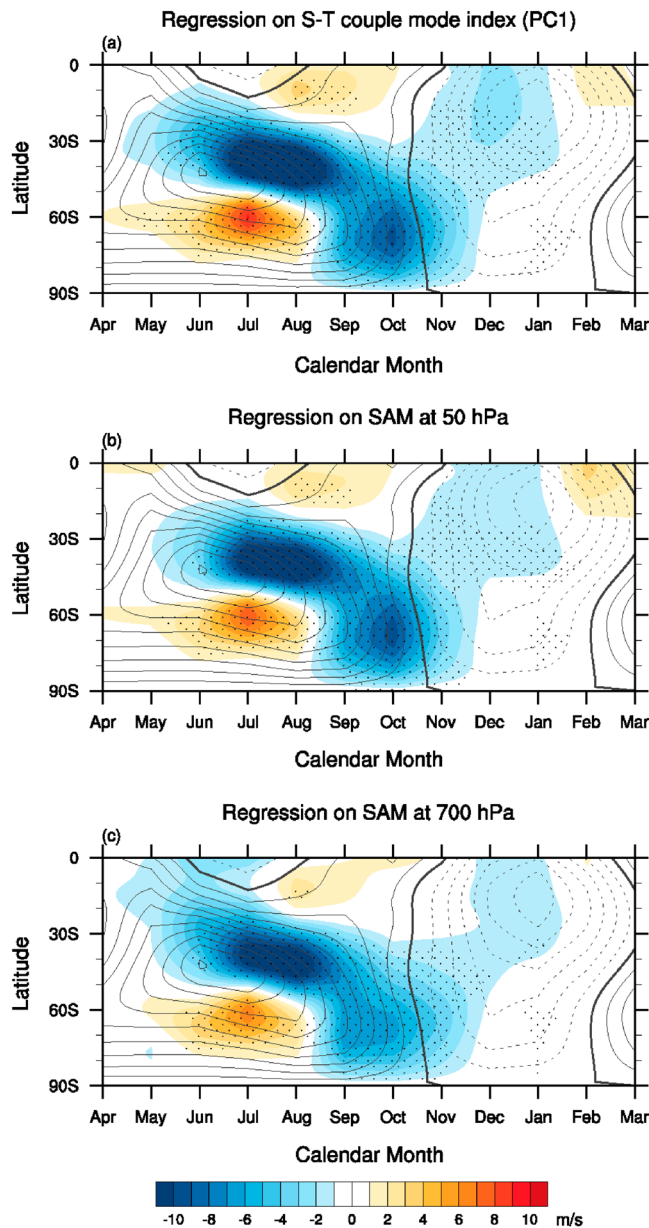 Regression on S-T couple mode index (PC1)
(a)
0
30S
60S
90S
Latitude
Apr May Jun Jul Aug Sep Oct Nov Dec Jan Feb Mar
Calendar Month
Regression on SAM at 50 hPa
(b)
0
30S
60S
90S
Latitude
Apr May Jun Jul Aug Sep Oct Nov Dec Jan Feb Mar
Calendar Month
Regression on SAM at 700 hPa
(c)
0
30S
60S
90S
Latitude
Apr May Jun Jul Aug Sep Oct Nov Dec Jan Feb Mar
Calendar Month
-10 -8 -6 -4 -2 0 2 4 6 8 10 m/s